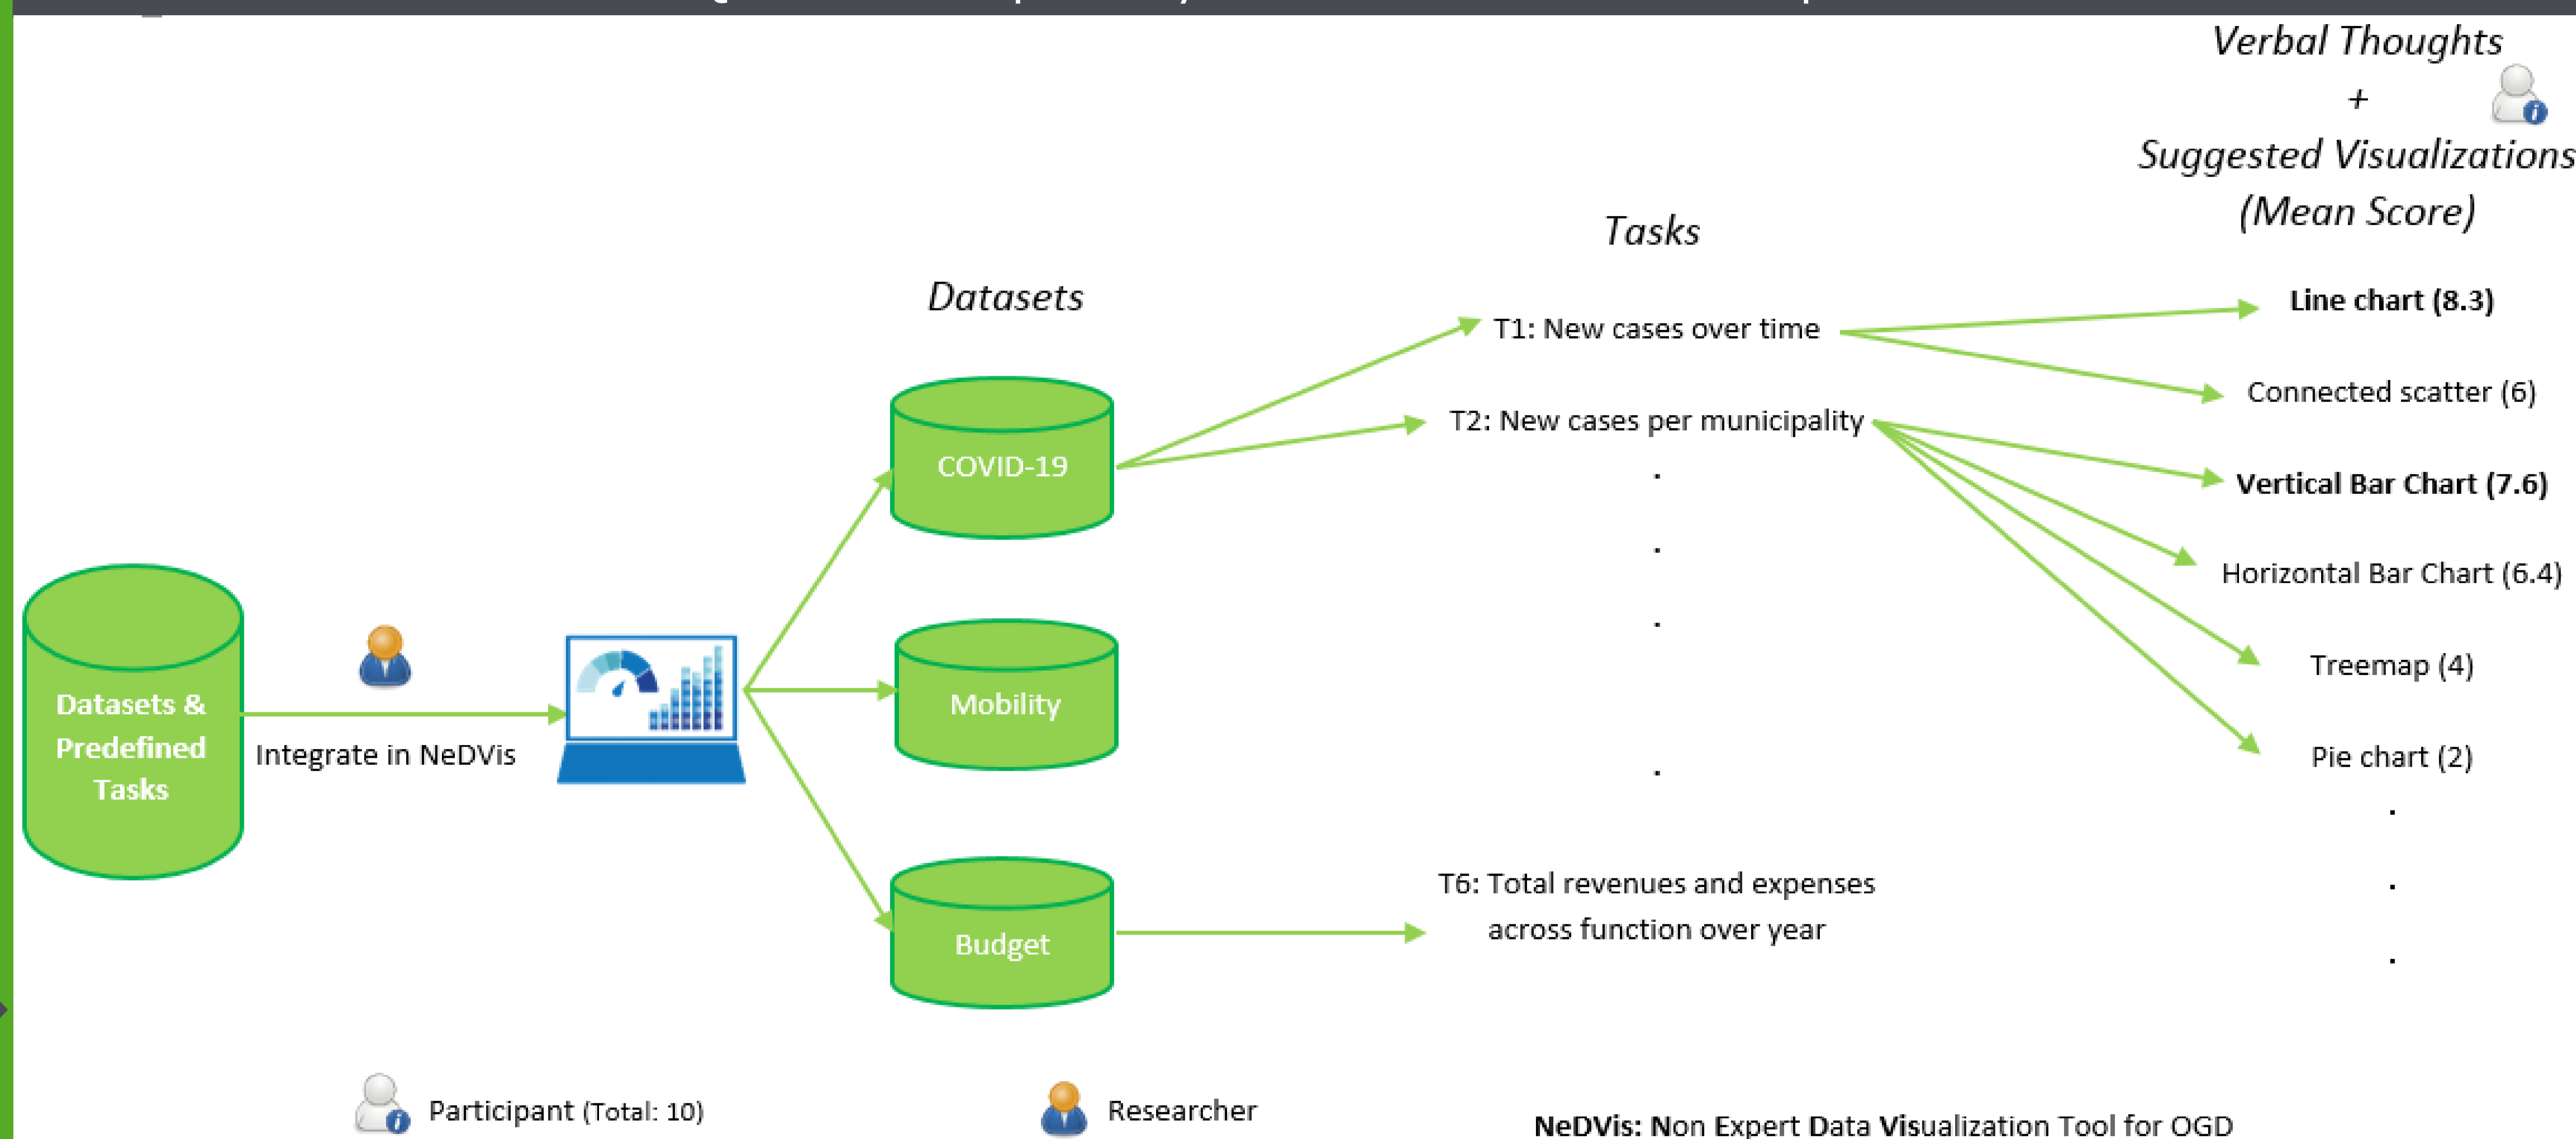 Verbal Thoughts
+
Suggested Visualizations
(Mean Score)
Tasks
Datasets
Line chart (8.3)
T1: New cases over time
Connected scatter (6)
T2: New cases per municipality
COVID-19
Vertical Bar Chart (7.6)
Horizontal Bar Chart (6.4)
Treemap (4)
Datasets &
Predefined
Tasks
Integrate in NeDVis
Mobility
Pie chart (2)
T6: Total revenues and expenses
across function over year
Budget
Participant (Total: 10)
Researcher
NeDVis: Non Expert Data Visualization Tool for OGD